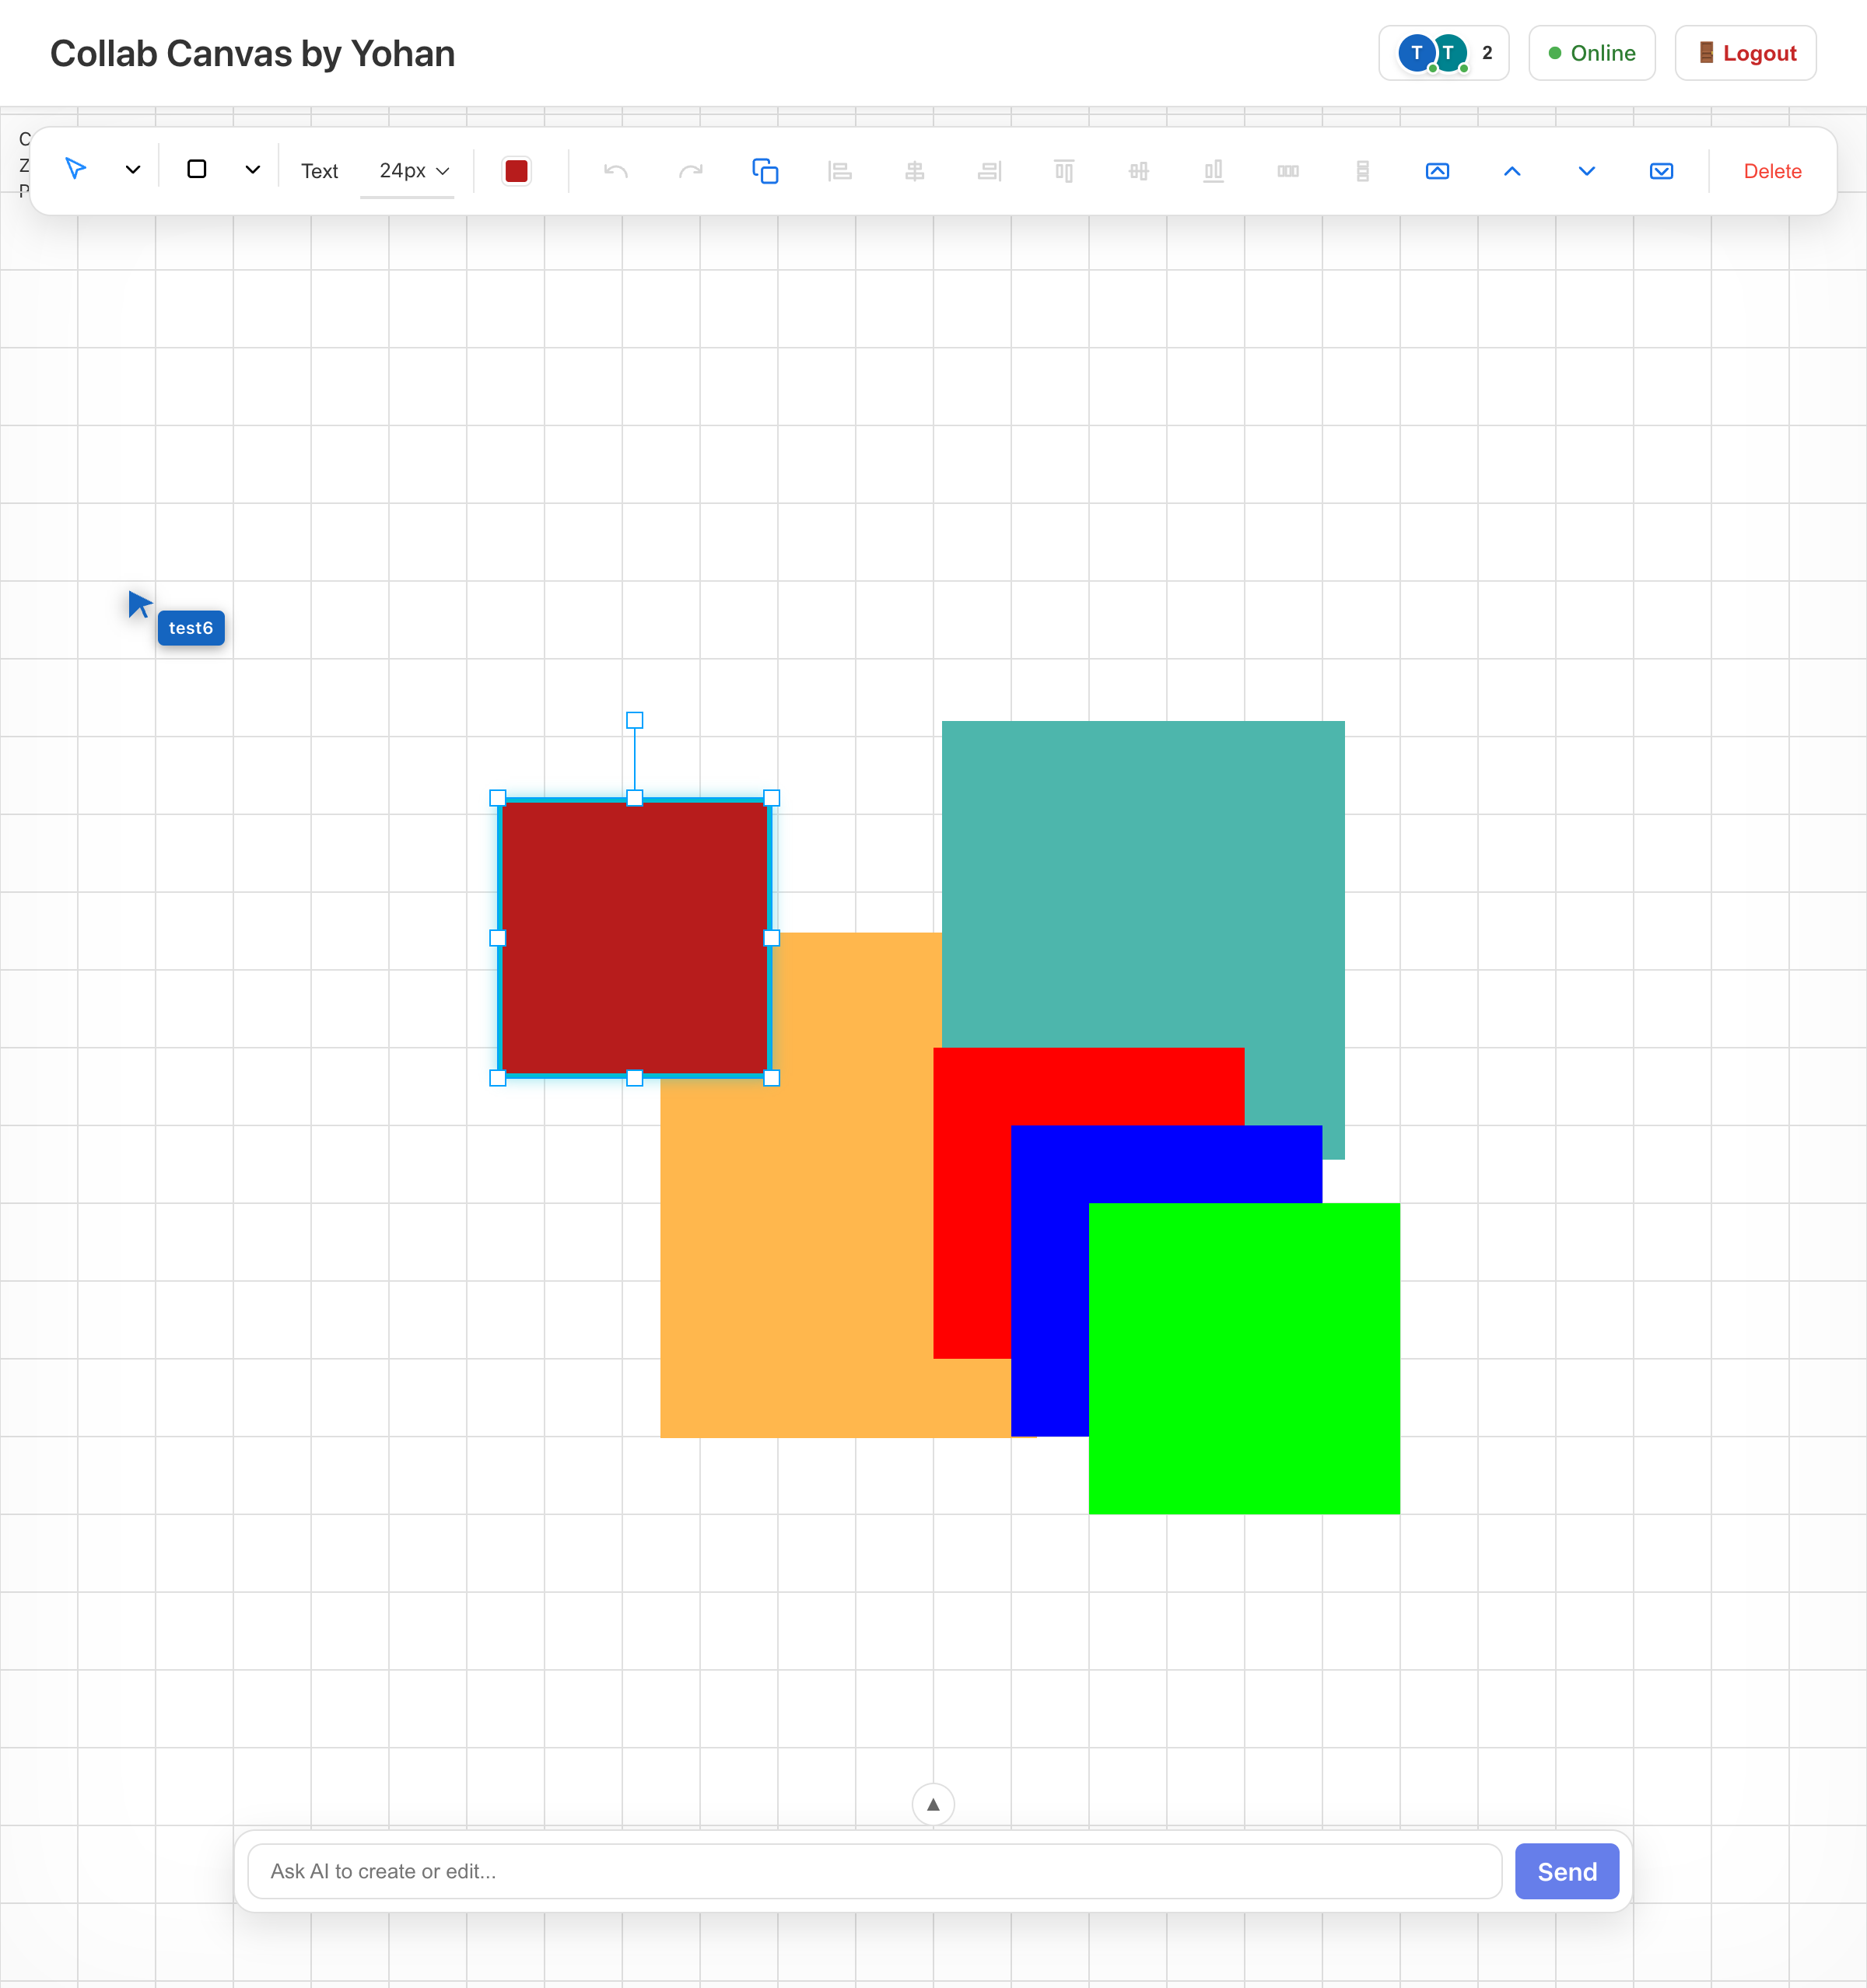 Collab Canvas by Yohan
T T 2
Online
Logout
Text 24px Delete
test6
Ask AI to create or edit... Send